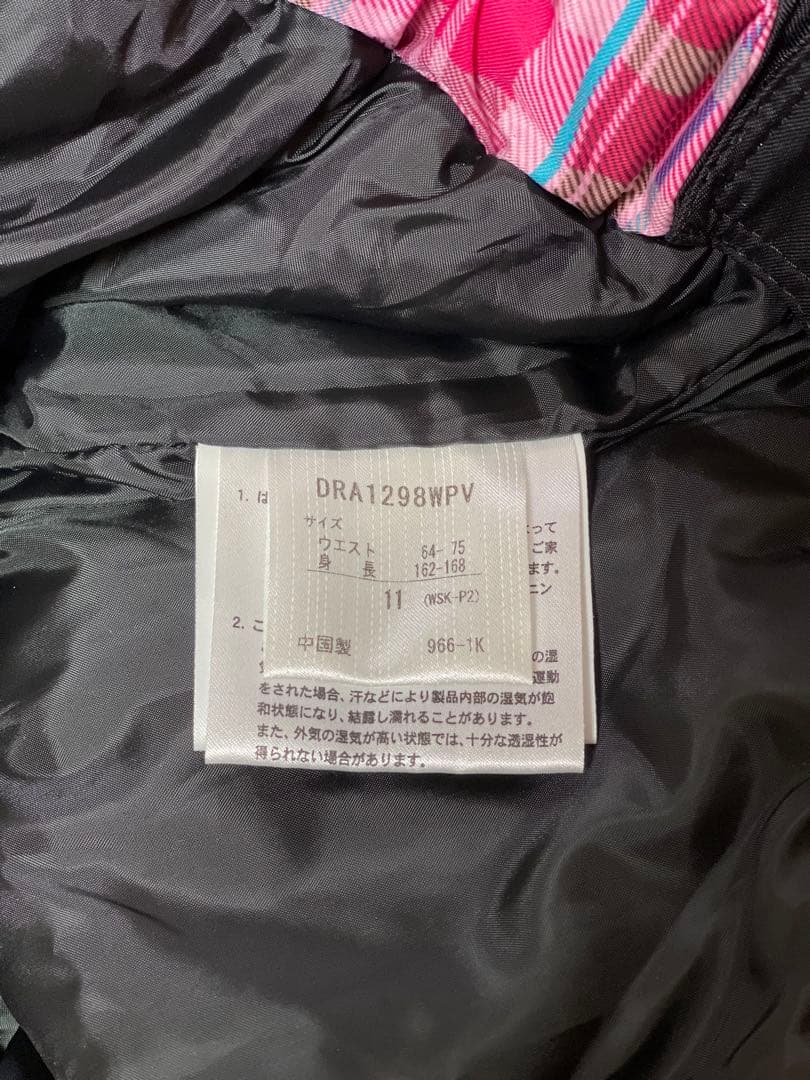 DRA1298WPV
サイズ
ウエスト 64-75
身長 162-168
11 (WSK-P2)
中国製 966-1K
1. は
よって
ご家
ます。
ニン
2. こ
の湿
運動
をされた場合、汗などにより製品内部の湿気が飽
和状態になり、結露し濡れることがあります。
また、外気の湿気が高い状態では、十分な透湿性が
得られない場合があります。